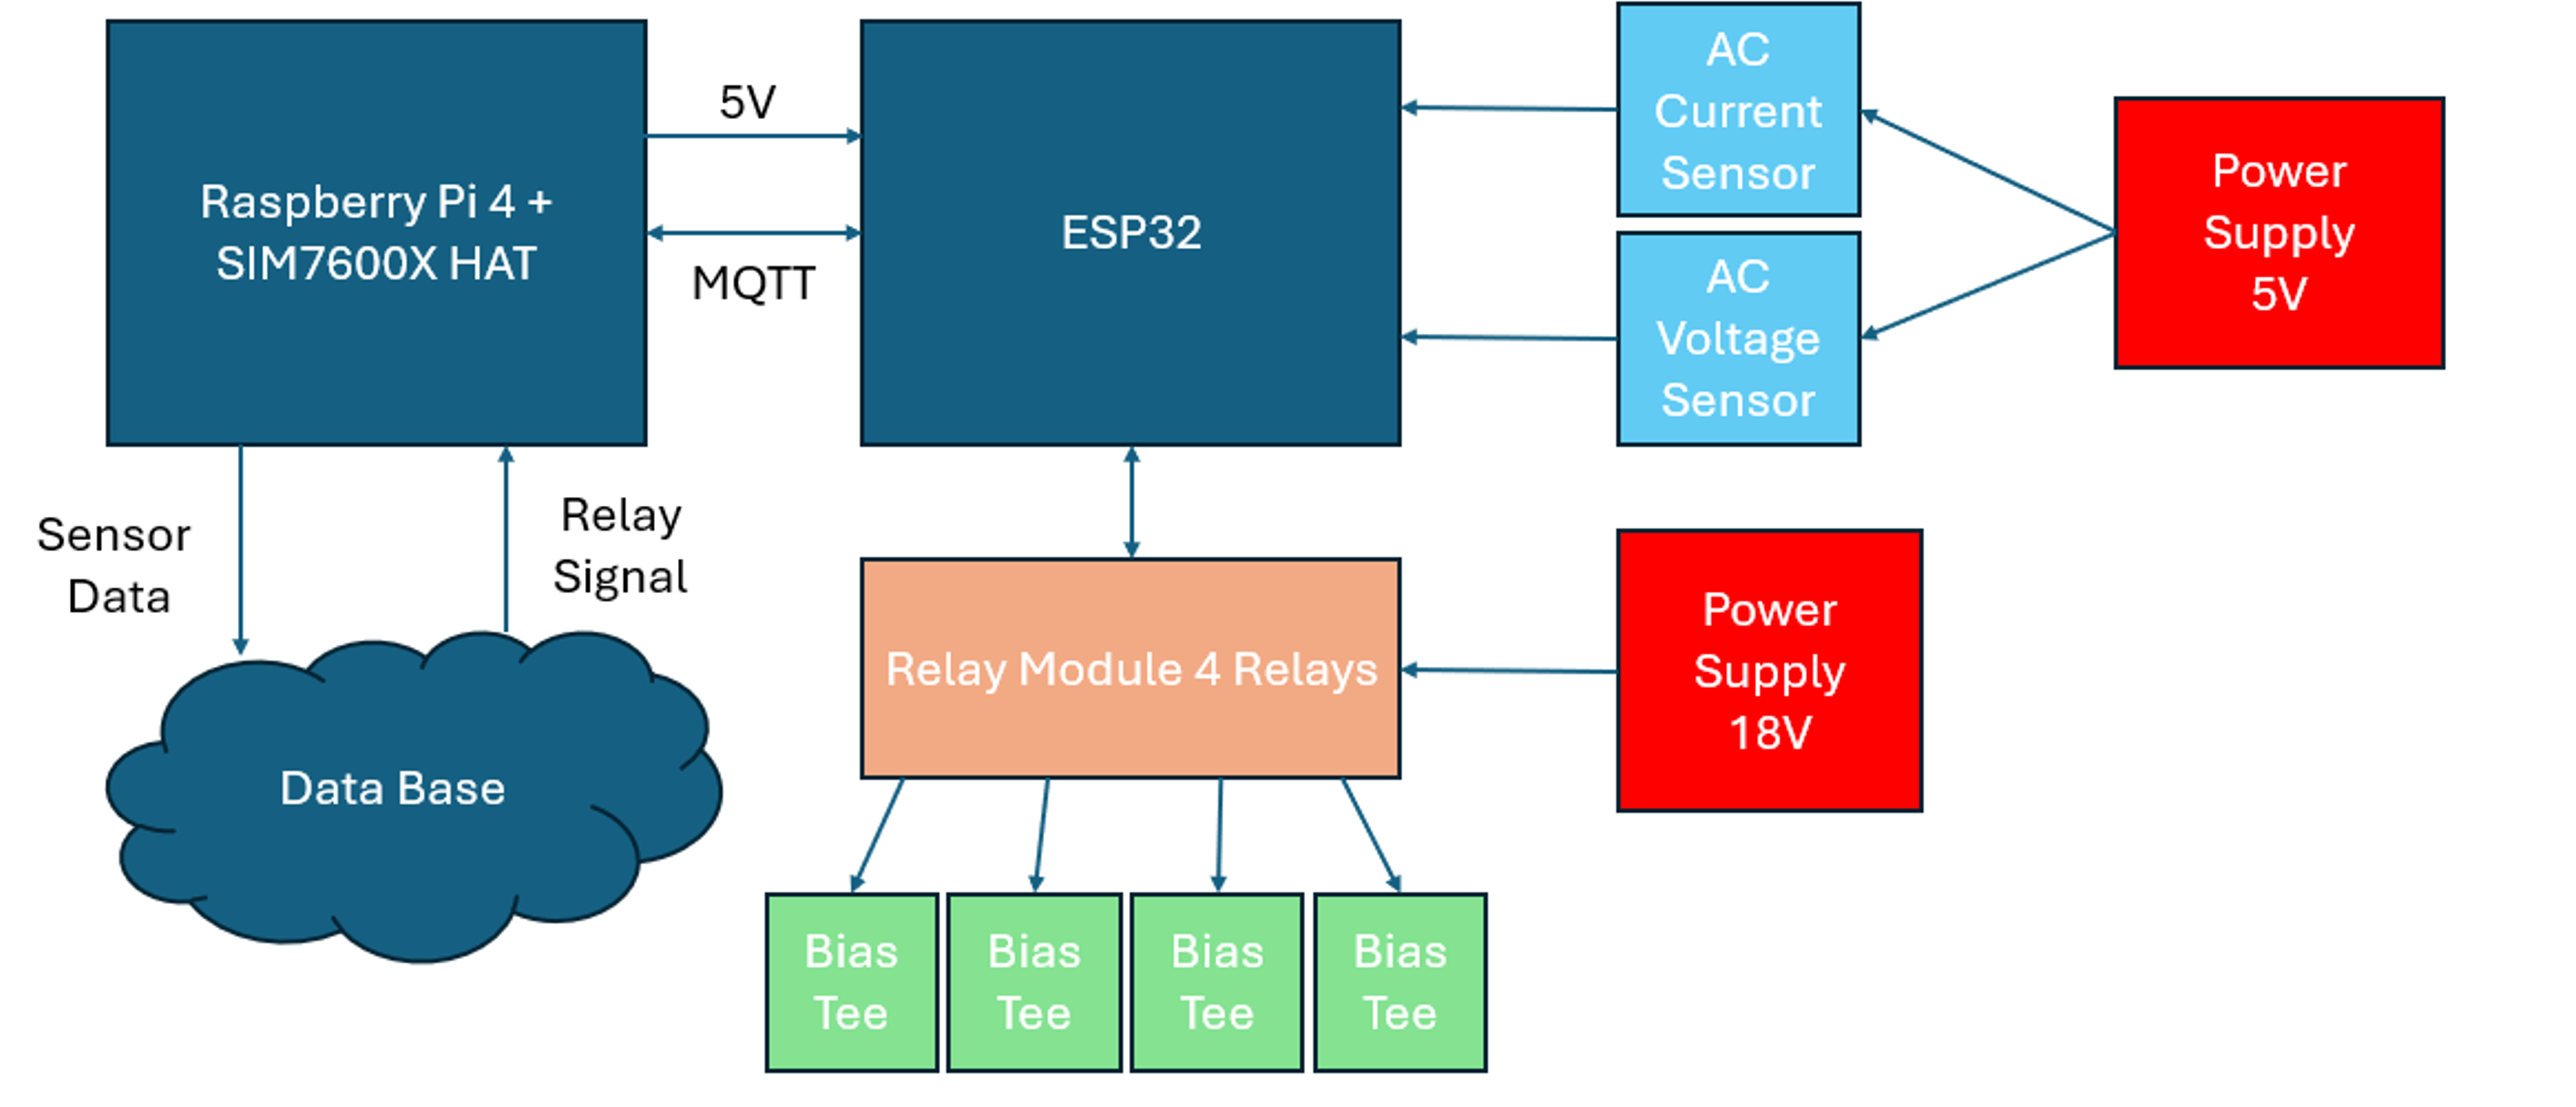 Raspberry Pi 4 +
SIM7600X HAT
5V
MQTT
ESP32
AC
Current
Sensor
AC
Voltage
Sensor
Power
Supply
5V
Sensor
Data
Relay
Signal
Data Base
Relay Module 4 Relays
Power
Supply
18V
Bias
Tee
Bias
Tee
Bias
Tee
Bias
Tee